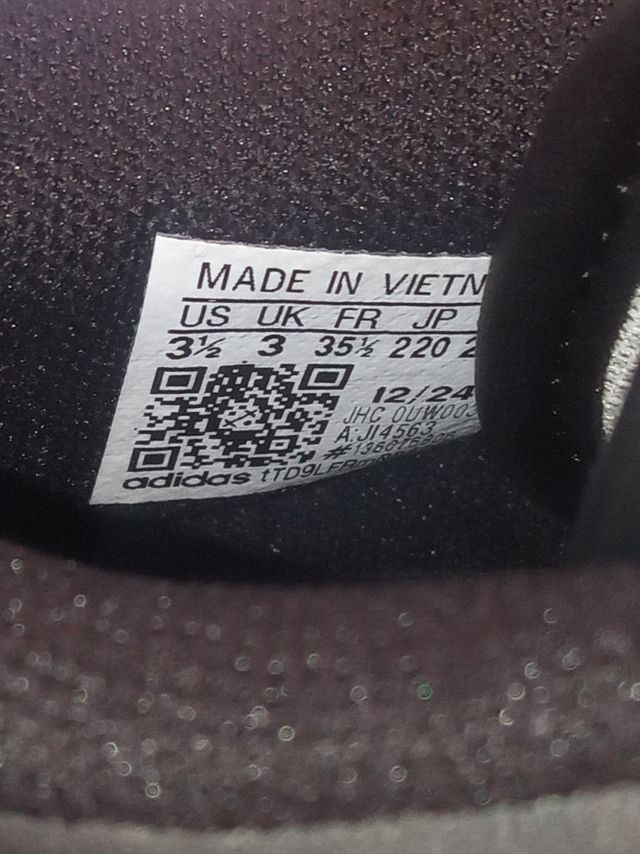 MADE IN VIETN
US UK FR JP
3½ 3 35½ 220 2
12/24
JHC 0UW003
A:JI4563
adidas